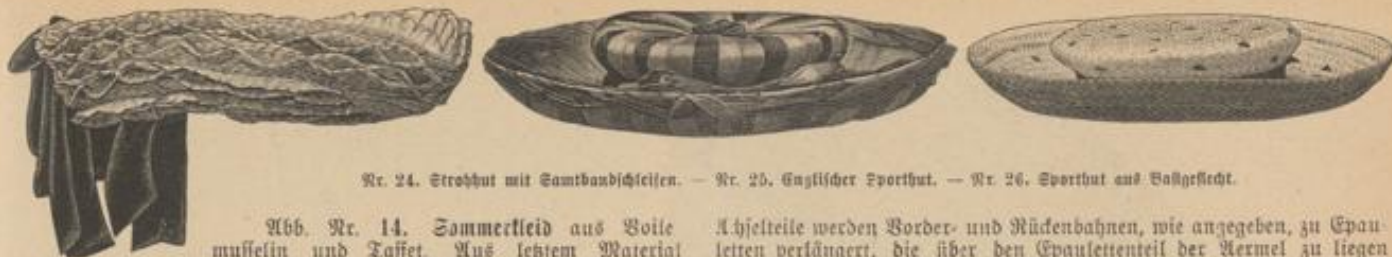 Nr. 24. Strohhut mit Samtbandschleifen. — Nr. 25. Englischer Sporthut. — Nr. 26. Sporthut aus Bastgeflecht.
Abb. Nr. 14. Sommerkleid aus Voile
musselin und Taffet. Aus letztem Material
A hselteile werden Vorder- und Rückenbahnen, wie angegeben, zu Epau-
letten verlängert, die über den Epaulettenteil der Aermel zu liegen